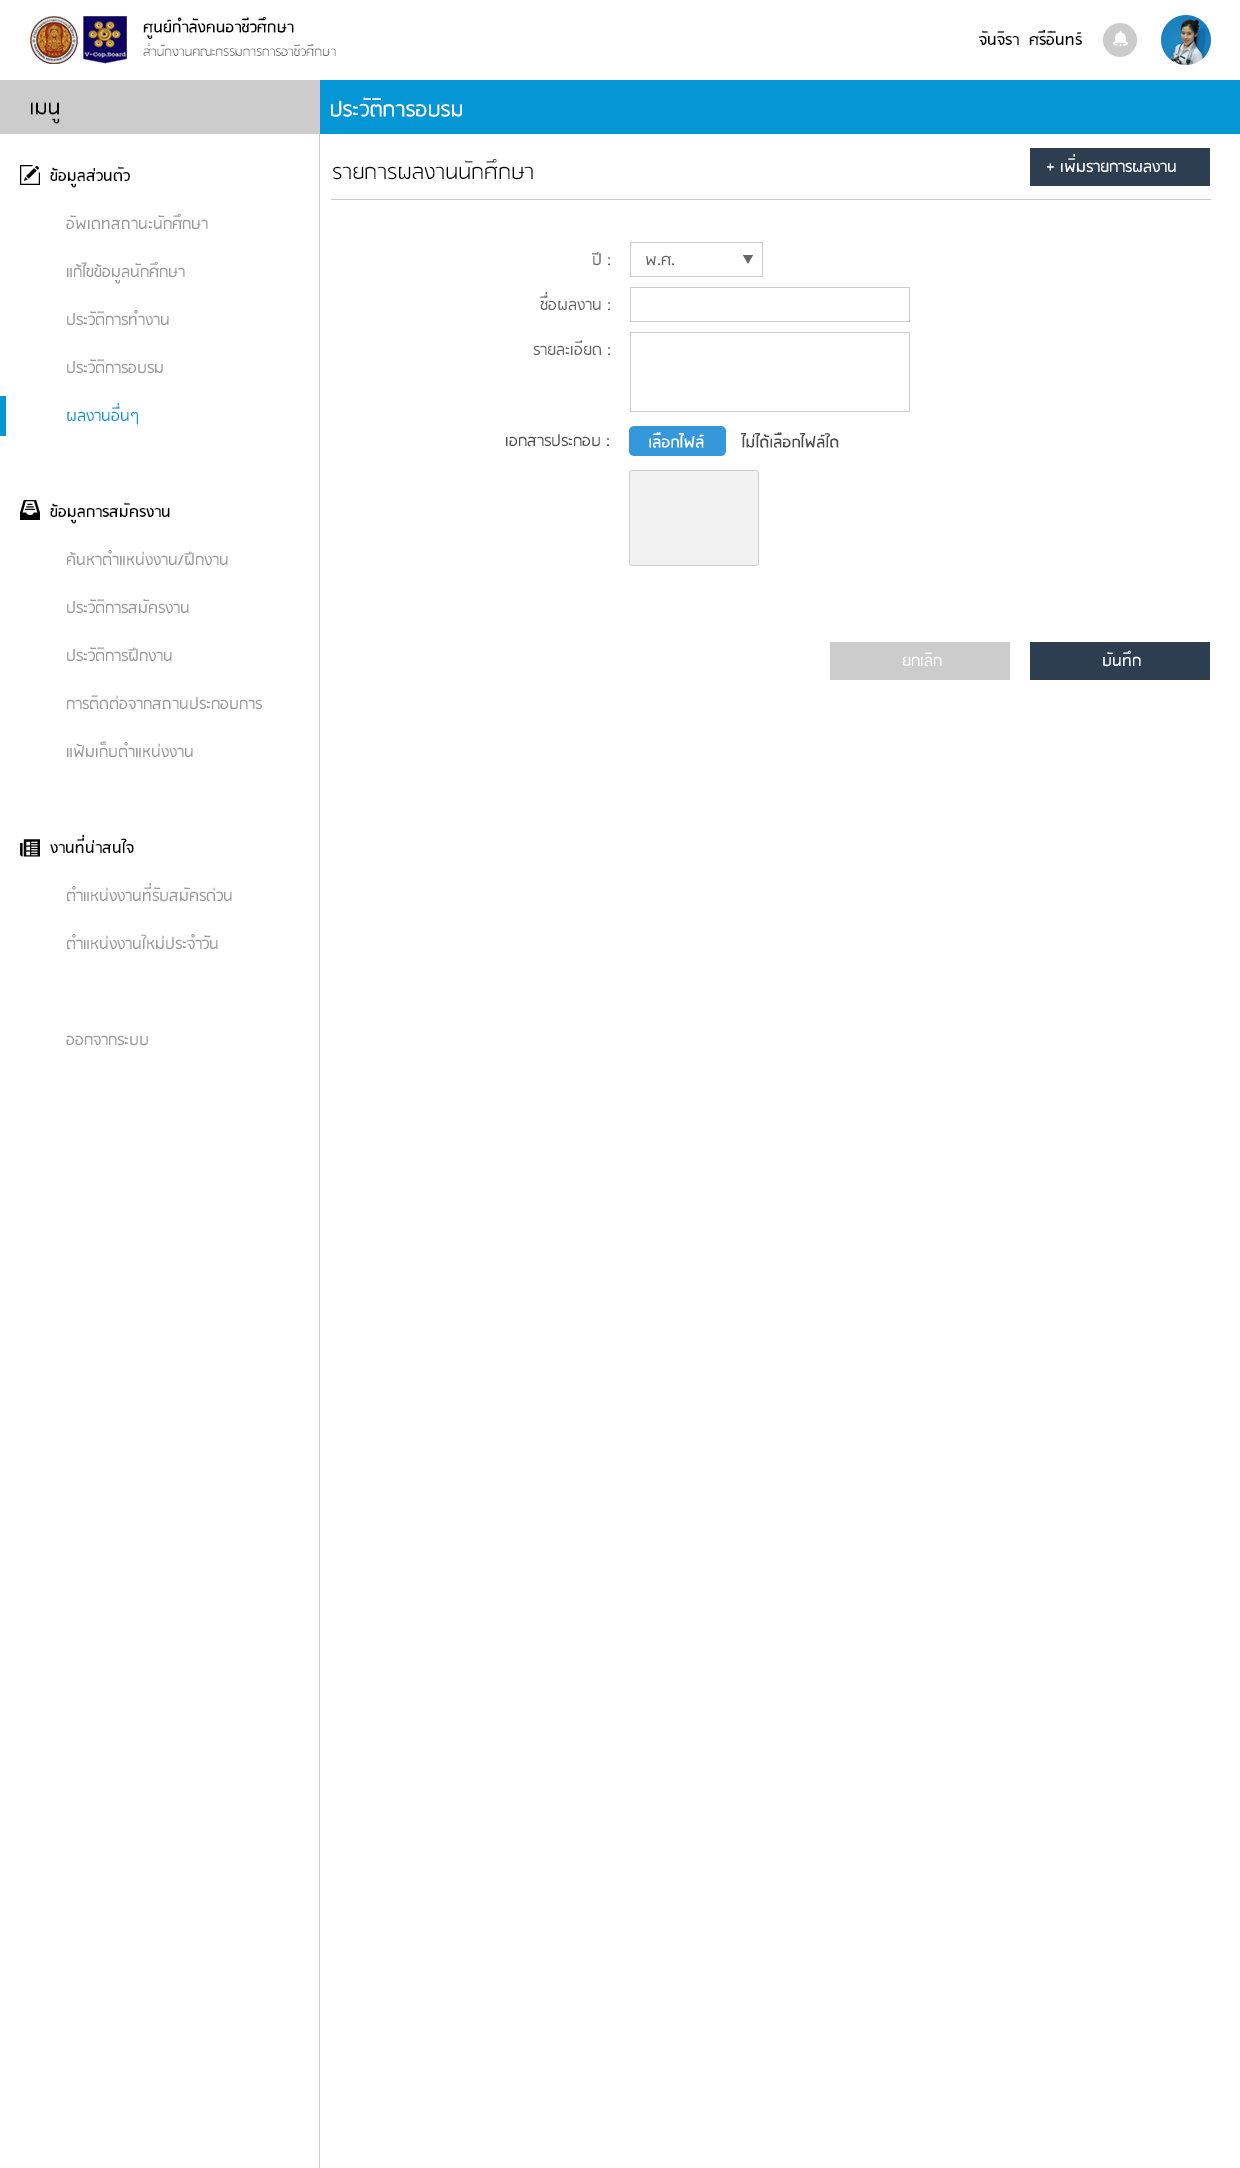 ศูนย์กำลังคนอาชีวศึกษา
สำนักงานคณะกรรมการการอาชีวศึกษา
V-Cop.Board
จันจิรา ศรีอินทร์
เมนู
ประวัติการอบรม
ข้อมูลส่วนตัว
อัพเดทสถานะนักศึกษา
แก้ไขข้อมูลนักศึกษา
ประวัติการทำงาน
ประวัติการอบรม
ผลงานอื่นๆ
ข้อมูลการสมัครงาน
ค้นหาตำแหน่งงาน/ฝึกงาน
ประวัติการสมัครงาน
ประวัติการฝึกงาน
การติดต่อจากสถานประกอบการ
แฟ้มเก็บตำแหน่งงาน
งานที่น่าสนใจ
ตำแหน่งงานที่รับสมัครด่วน
ตำแหน่งงานใหม่ประจำวัน
ออกจากระบบ
รายการผลงานนักศึกษา
+ เพิ่มรายการผลงาน
ปี : พ.ศ.
ชื่อผลงาน :
รายละเอียด :
เอกสารประกอบ : เลือกไฟล์ ไม่ได้เลือกไฟล์ใด
ยกเลิก บันทึก